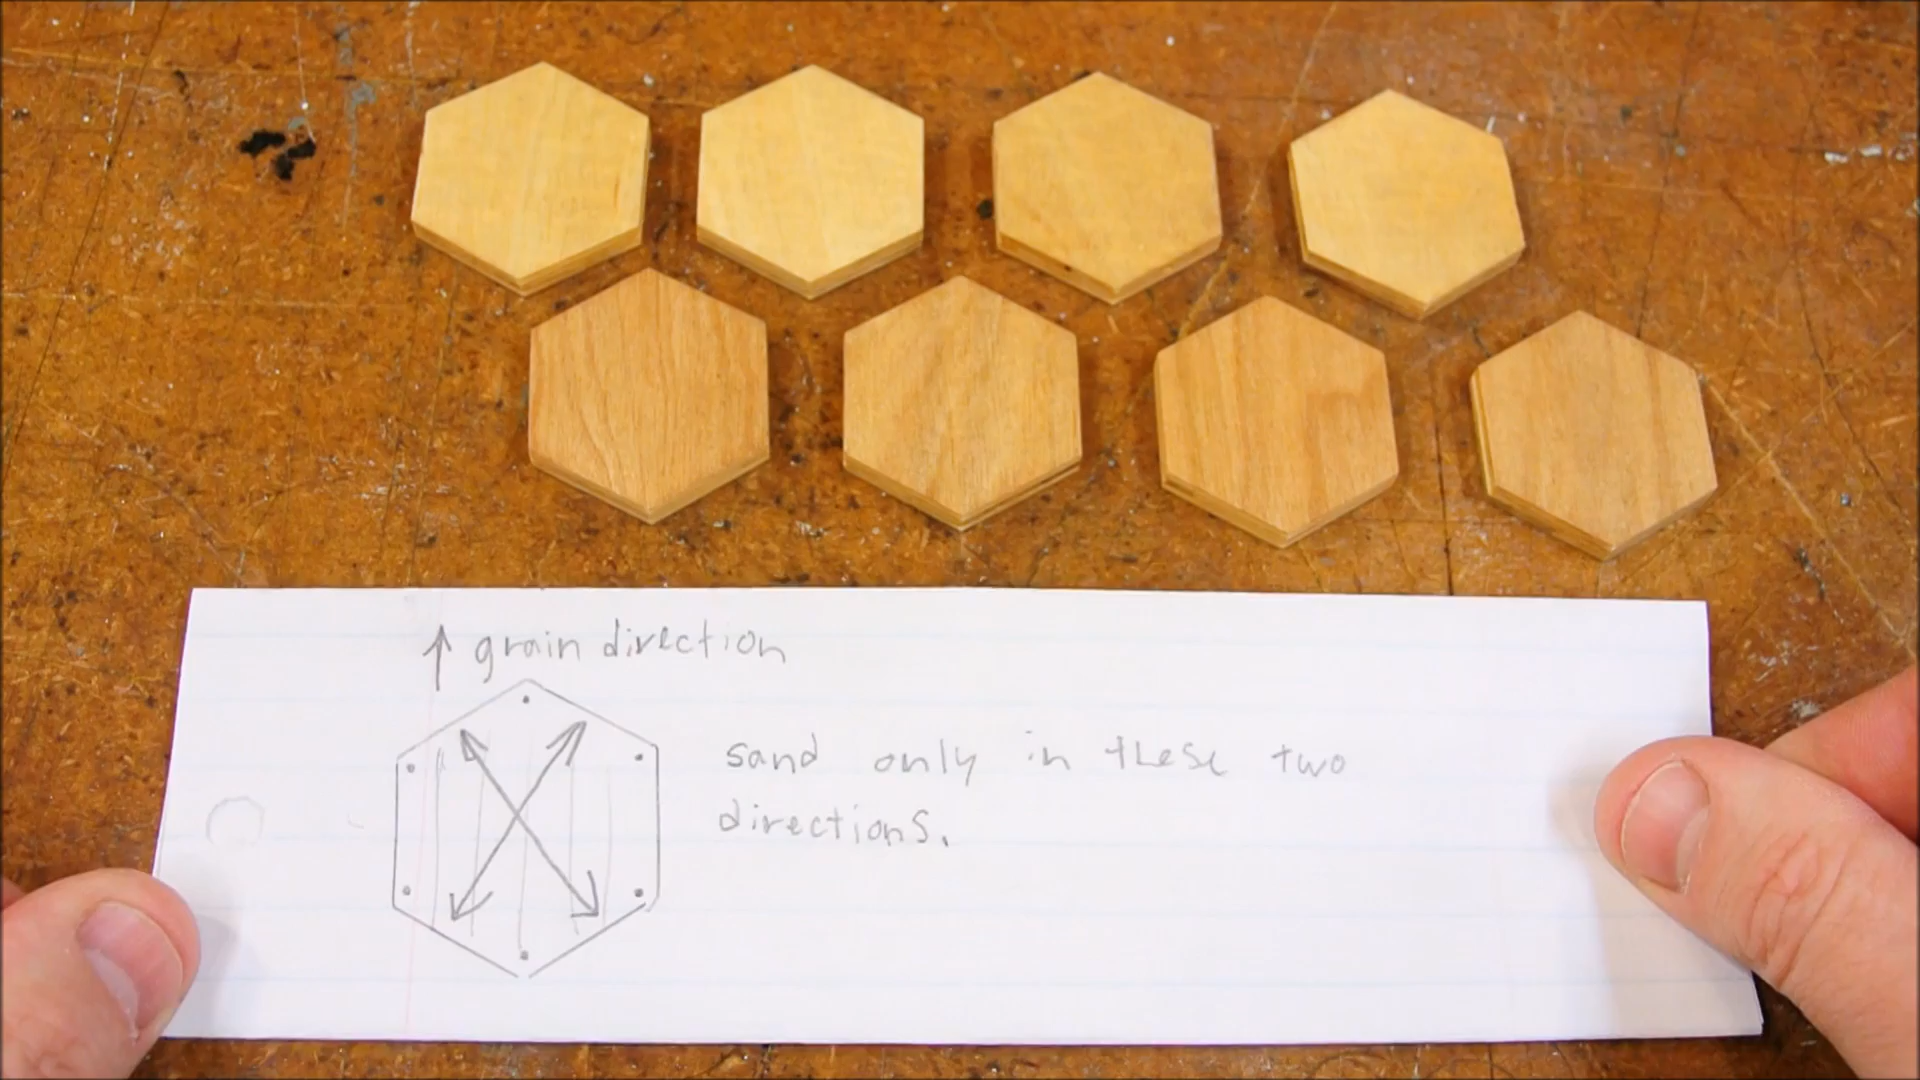 ↑ grain direction
sand only in these two
directions.